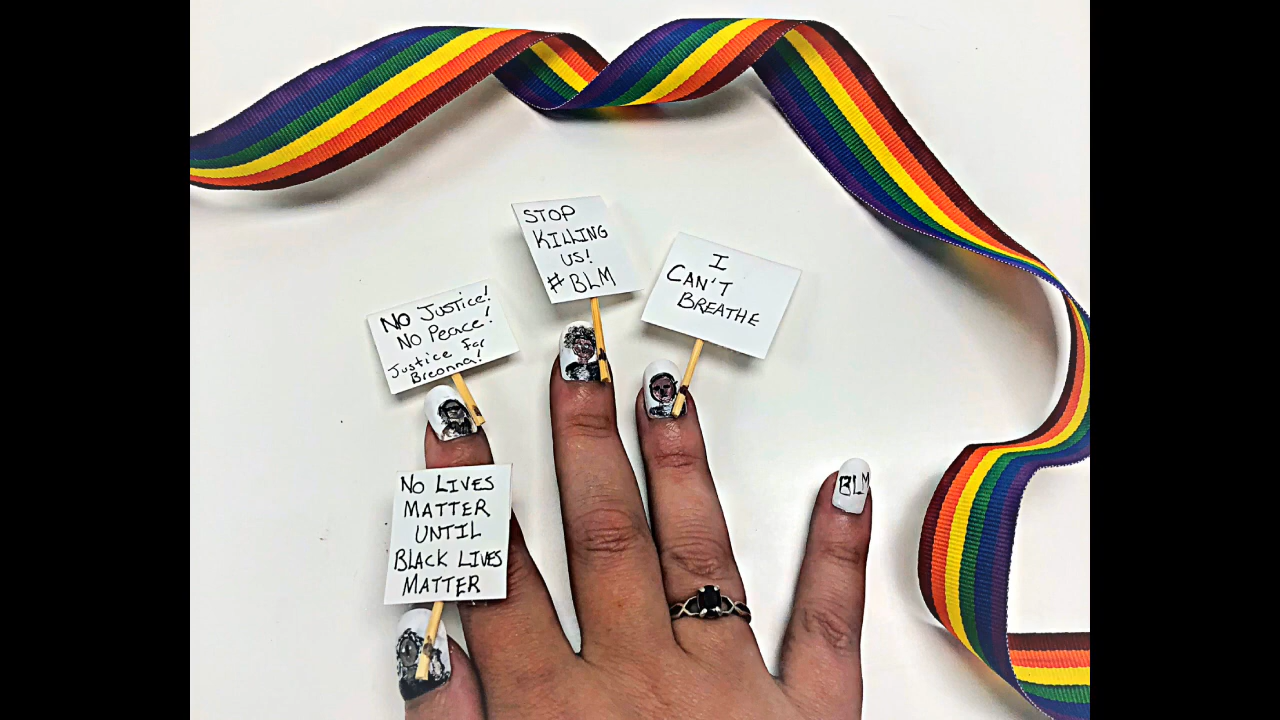 STOP
KILLING
US!
#BLM
I
CAN'T
BREATHE
NO JUSTICE!
NO Peace!
Justice for
Breonna!
NO LIVES
MATTER
UNTIL
BLACK LIVES
MATTER
BLM